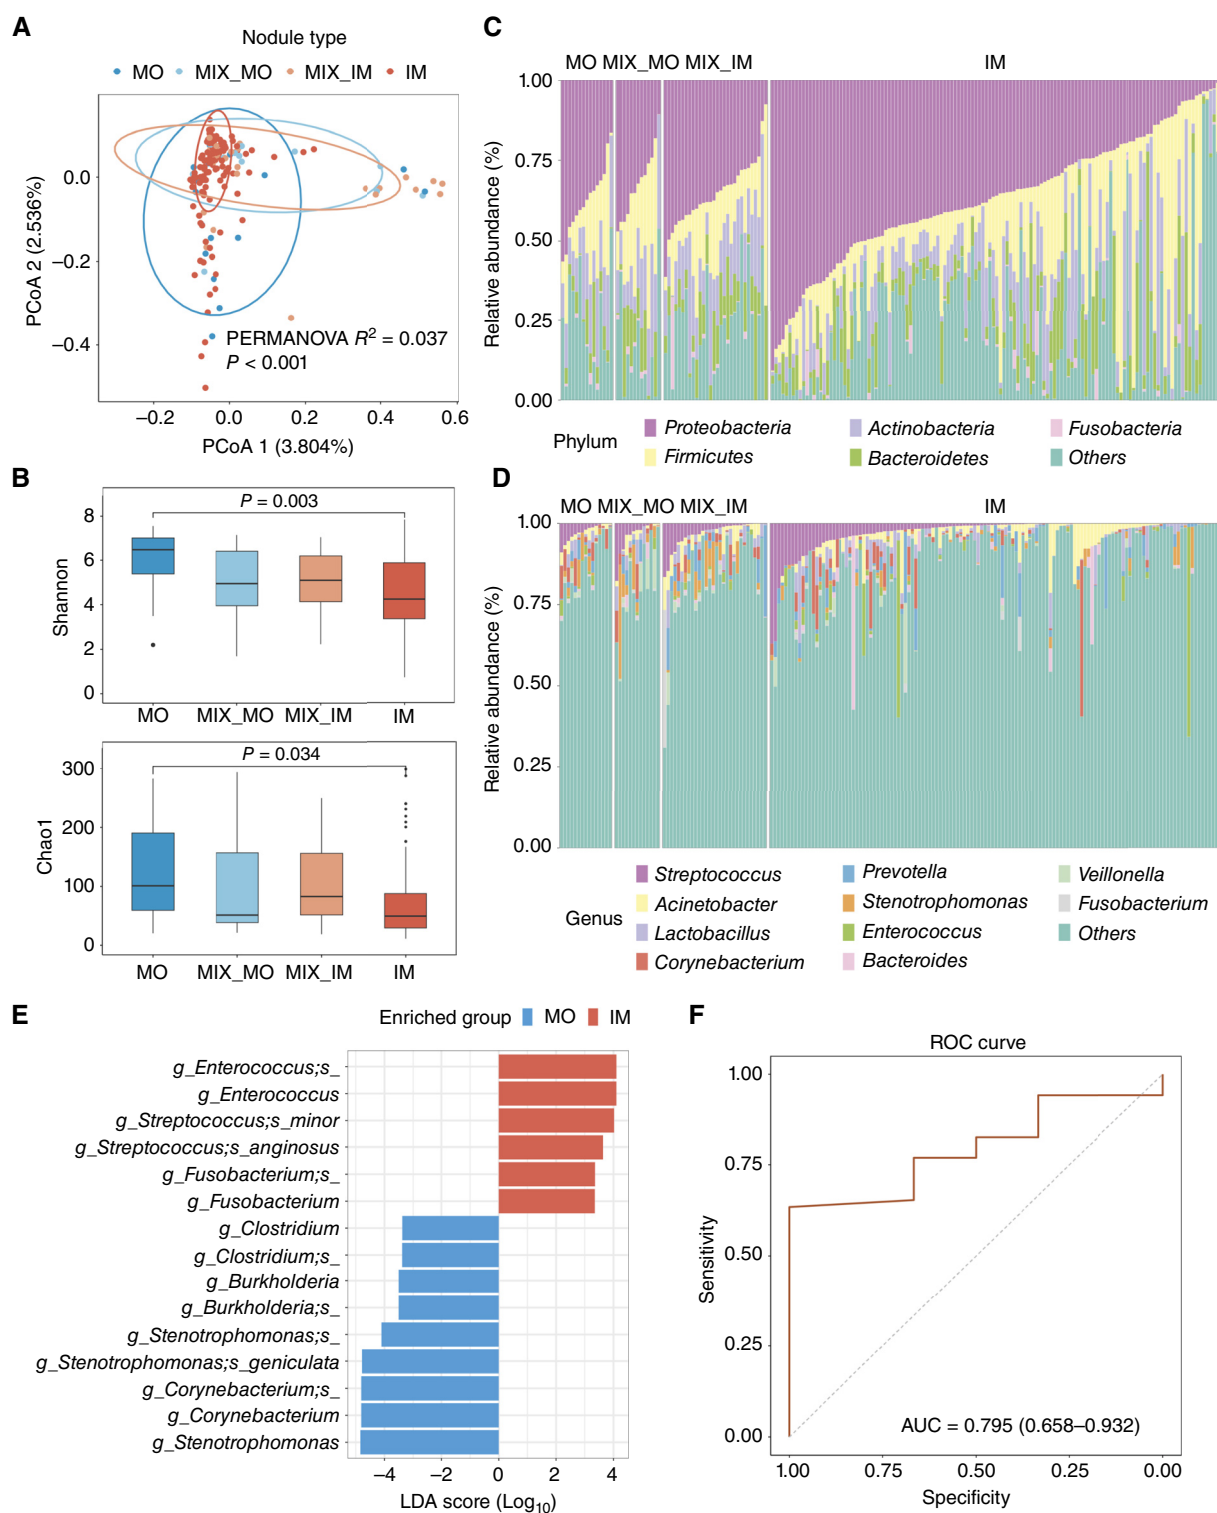 A
Nodule type
MO MIX_MO MIX_IM IM
0.0
−0.2
−0.4
PCoA 2 (2.536%)
PERMANOVA R² = 0.037
P < 0.001
−0.2 0.0 0.2 0.4 0.6
PCoA 1 (3.804%)
B
P = 0.003
8
6
4
2
0
Shannon
MO MIX_MO MIX_IM IM
P = 0.034
300
200
100
0
Chao1
MO MIX_MO MIX_IM IM
C
MO MIX_MO MIX_IM IM
1.00
0.75
0.50
0.25
0.00
Relative abundance (%)
Phylum
Proteobacteria Actinobacteria Fusobacteria
Firmicutes Bacteroidetes Others
D
MO MIX_MO MIX_IM IM
1.00
0.75
0.50
0.25
0.00
Relative abundance (%)
Genus
Streptococcus Prevotella Veillonella
Acinetobacter Stenotrophomonas Fusobacterium
Lactobacillus Enterococcus Others
Corynebacterium Bacteroides
E
Enriched group MO IM
g_Enterococcus;s_
g_Enterococcus
g_Streptococcus;s_minor
g_Streptococcus;s_anginosus
g_Fusobacterium;s_
g_Fusobacterium
g_Clostridium
g_Clostridium;s_
g_Burkholderia
g_Burkholderia;s_
g_Stenotrophomonas;s_
g_Stenotrophomonas;s_geniculata
g_Corynebacterium;s_
g_Corynebacterium
g_Stenotrophomonas
−4 −2 0 2 4
LDA score (Log₁₀)
F
ROC curve
1.00
0.75
0.50
0.25
0.00
Sensitivity
AUC = 0.795 (0.658–0.932)
1.00 0.75 0.50 0.25 0.00
Specificity